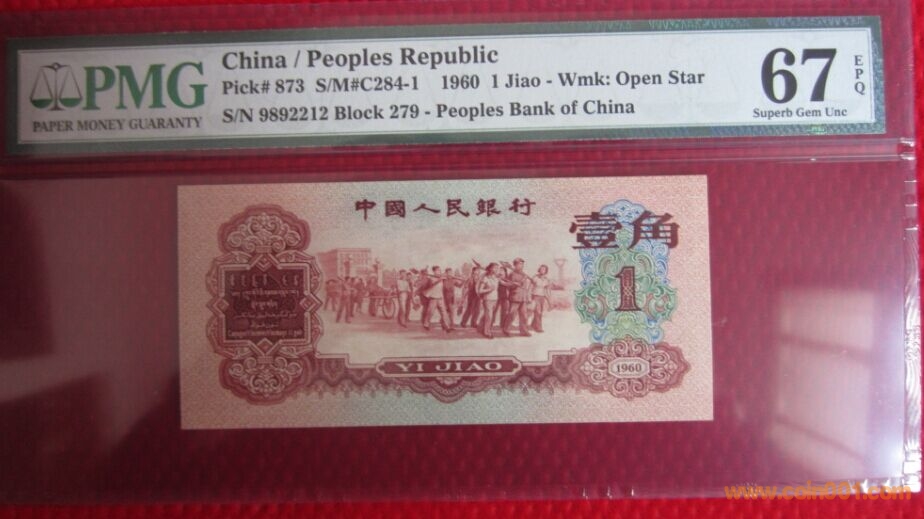 PMG
PAPER MONEY GUARANTY
China / Peoples Republic
Pick# 873 S/M#C284-1 1960 1 Jiao - Wmk: Open Star
S/N 9892212 Block 279 - Peoples Bank of China
67
EPQ
Superb Gem Unc
中國人民銀行
壹角
1
YI JIAO
1960
www.coin001.com